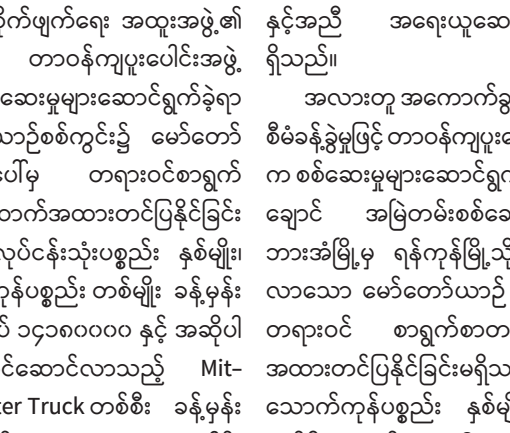 ိုက်ဖျက်ရေး အထူးအဖွဲ့၏
တာဝန်ကျပူးပေါင်းအဖွဲ့
ဆေးမှုများဆောင်ရွက်ခဲ့ရာ
ယာဉ်စစ်ကွင်း၌ မော်တော်
ပေါ်မှ တရားဝင်စာရွက်
ထောက်အထားတင်ပြနိုင်ခြင်း
လုပ်ငန်းသုံးပစ္စည်း နှစ်မျိုး၊
ကုန်ပစ္စည်း တစ်မျိုး ခန့်မှန်း
ပ် ၁၄၁၈၀၀၀၀ နှင့် အဆိုပါ
င်ဆောင်လာသည့် Mit-
ter Truck တစ်စီး ခန့်မှန်း
နှင့်အညီ အရေးယူဆော
ရှိသည်။
အလားတူ အကောက်ခွ
စီမံခန့်ခွဲမှုဖြင့် တာဝန်ကျပူးပေ
က စစ်ဆေးမှုများဆောင်ရွက
ချောင် အမြဲတမ်းစစ်ဆေ
ဘားအံမြို့မှ ရန်ကုန်မြို့သို
လာသော မော်တော်ယာဉ်
တရားဝင် စာရွက်စာတ
အထားတင်ပြနိုင်ခြင်းမရှိသ
သောက်ကုန်ပစ္စည်း နှစ်မျ